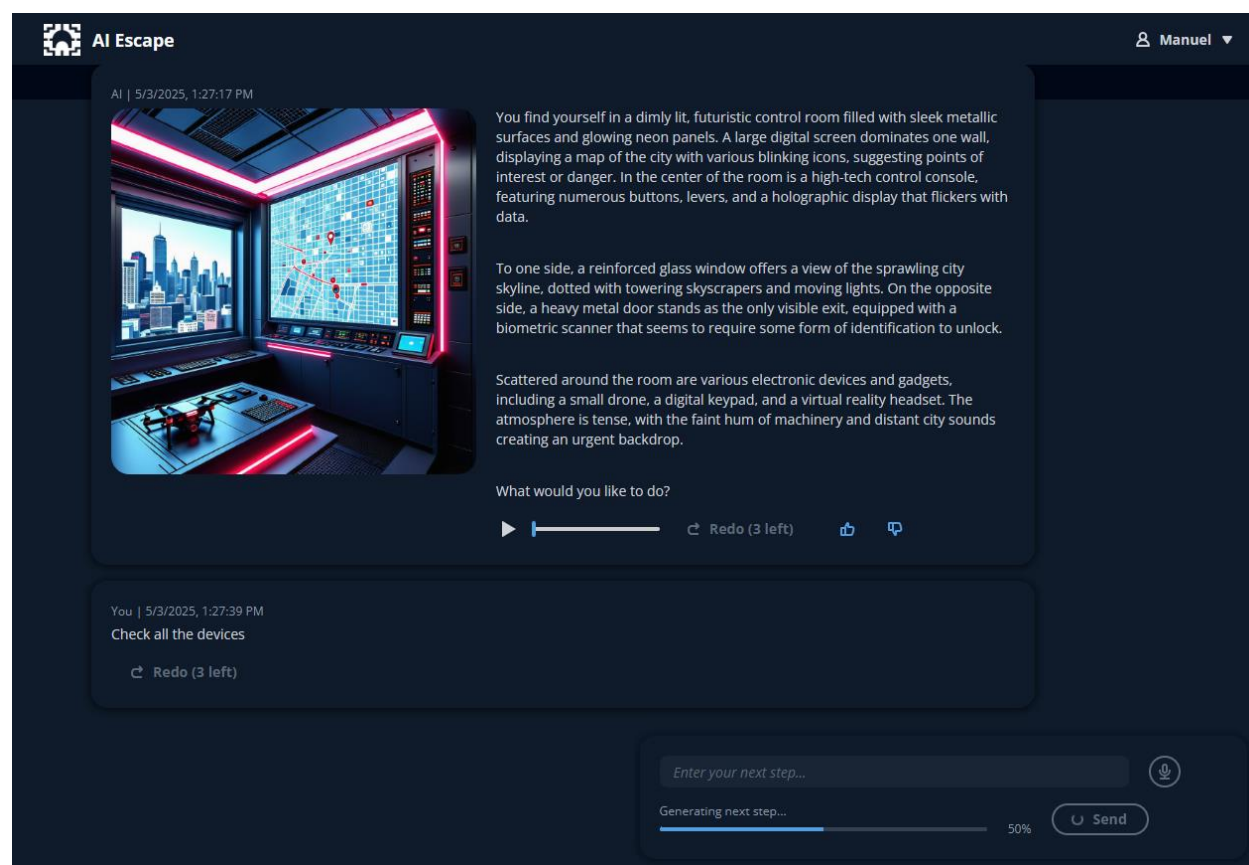 AI Escape
Manuel
AI | 5/3/2025, 1:27:17 PM
You find yourself in a dimly lit, futuristic control room filled with sleek metallic
surfaces and glowing neon panels. A large digital screen dominates one wall,
displaying a map of the city with various blinking icons, suggesting points of
interest or danger. In the center of the room is a high-tech control console,
featuring numerous buttons, levers, and a holographic display that flickers with
data.
To one side, a reinforced glass window offers a view of the sprawling city
skyline, dotted with towering skyscrapers and moving lights. On the opposite
side, a heavy metal door stands as the only visible exit, equipped with a
biometric scanner that seems to require some form of identification to unlock.
Scattered around the room are various electronic devices and gadgets,
including a small drone, a digital keypad, and a virtual reality headset. The
atmosphere is tense, with the faint hum of machinery and distant city sounds
creating an urgent backdrop.
What would you like to do?
Redo (3 left)
You | 5/3/2025, 1:27:39 PM
Check all the devices
Redo (3 left)
Enter your next step...
Generating next step...
50%
Send